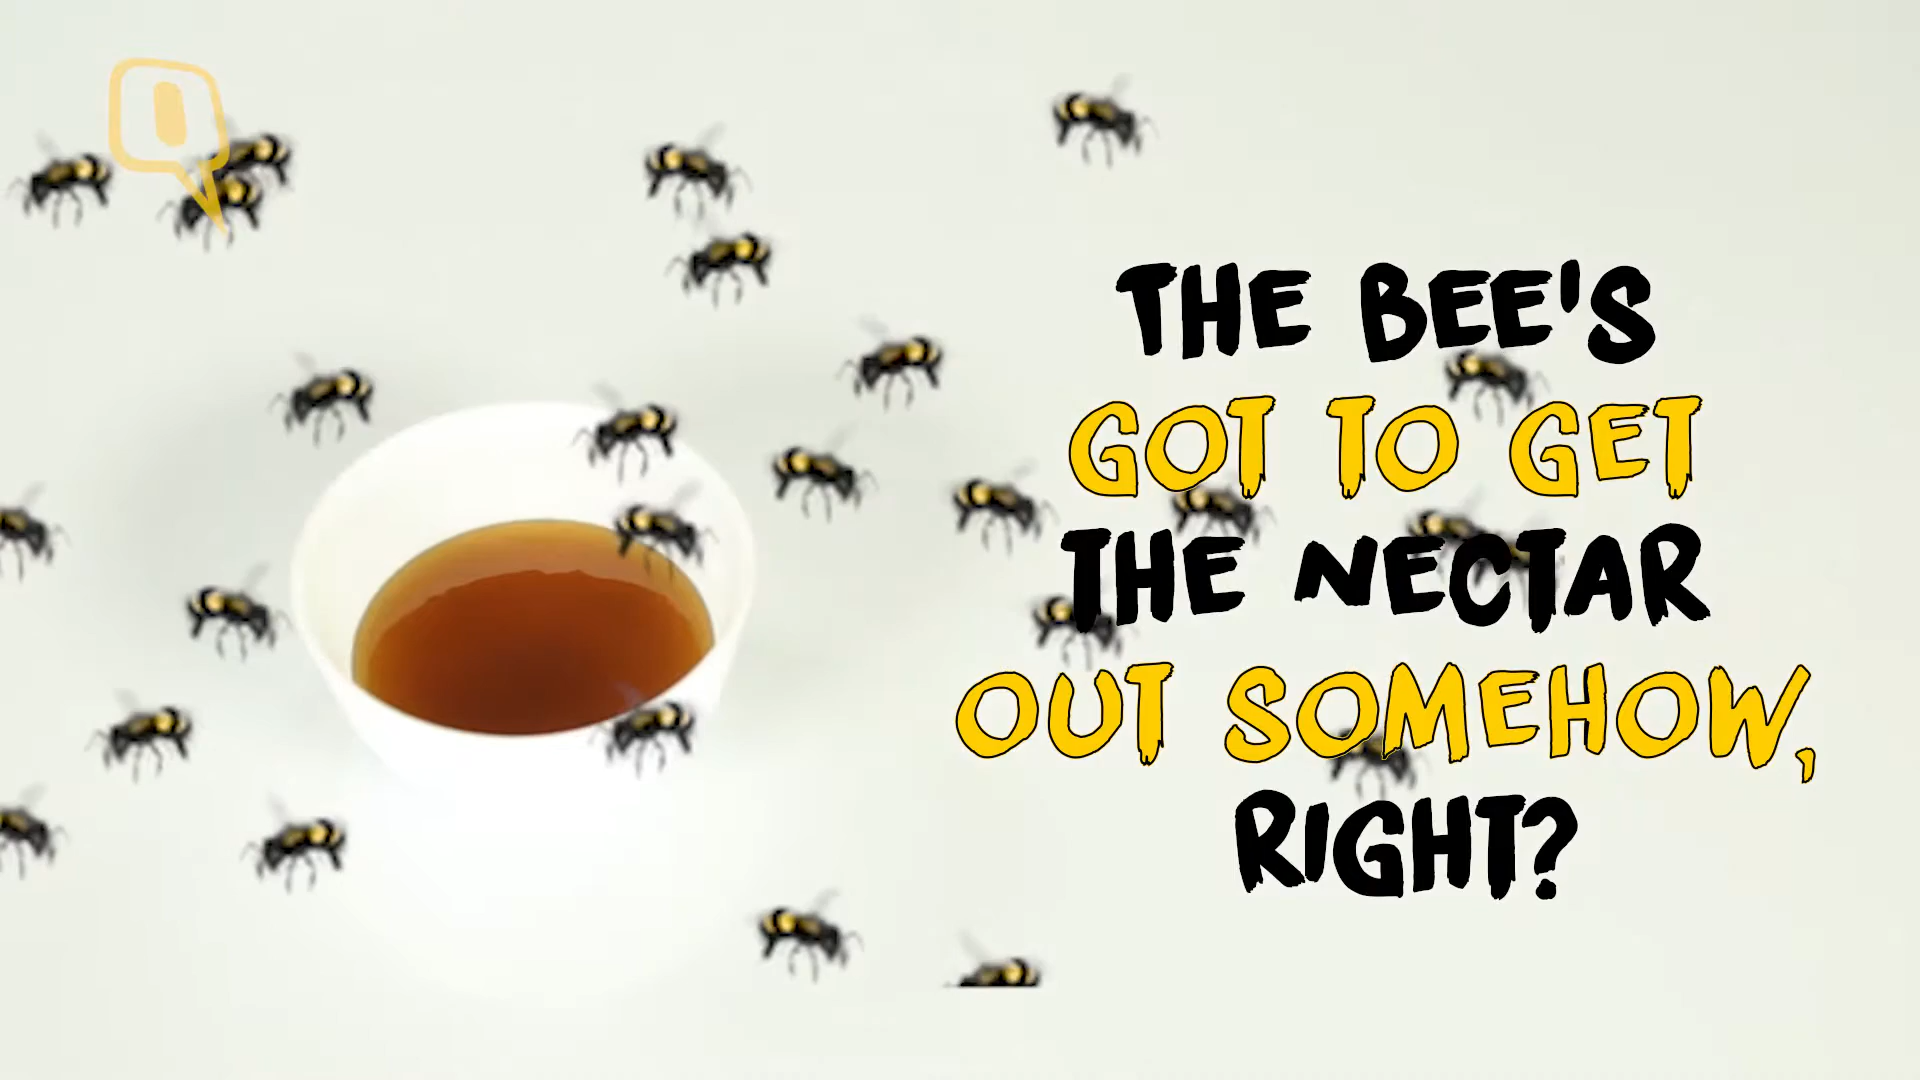 THE BEE'S
GOT TO GET
THE NECTAR
OUT SOMEHOW,
RIGHT?